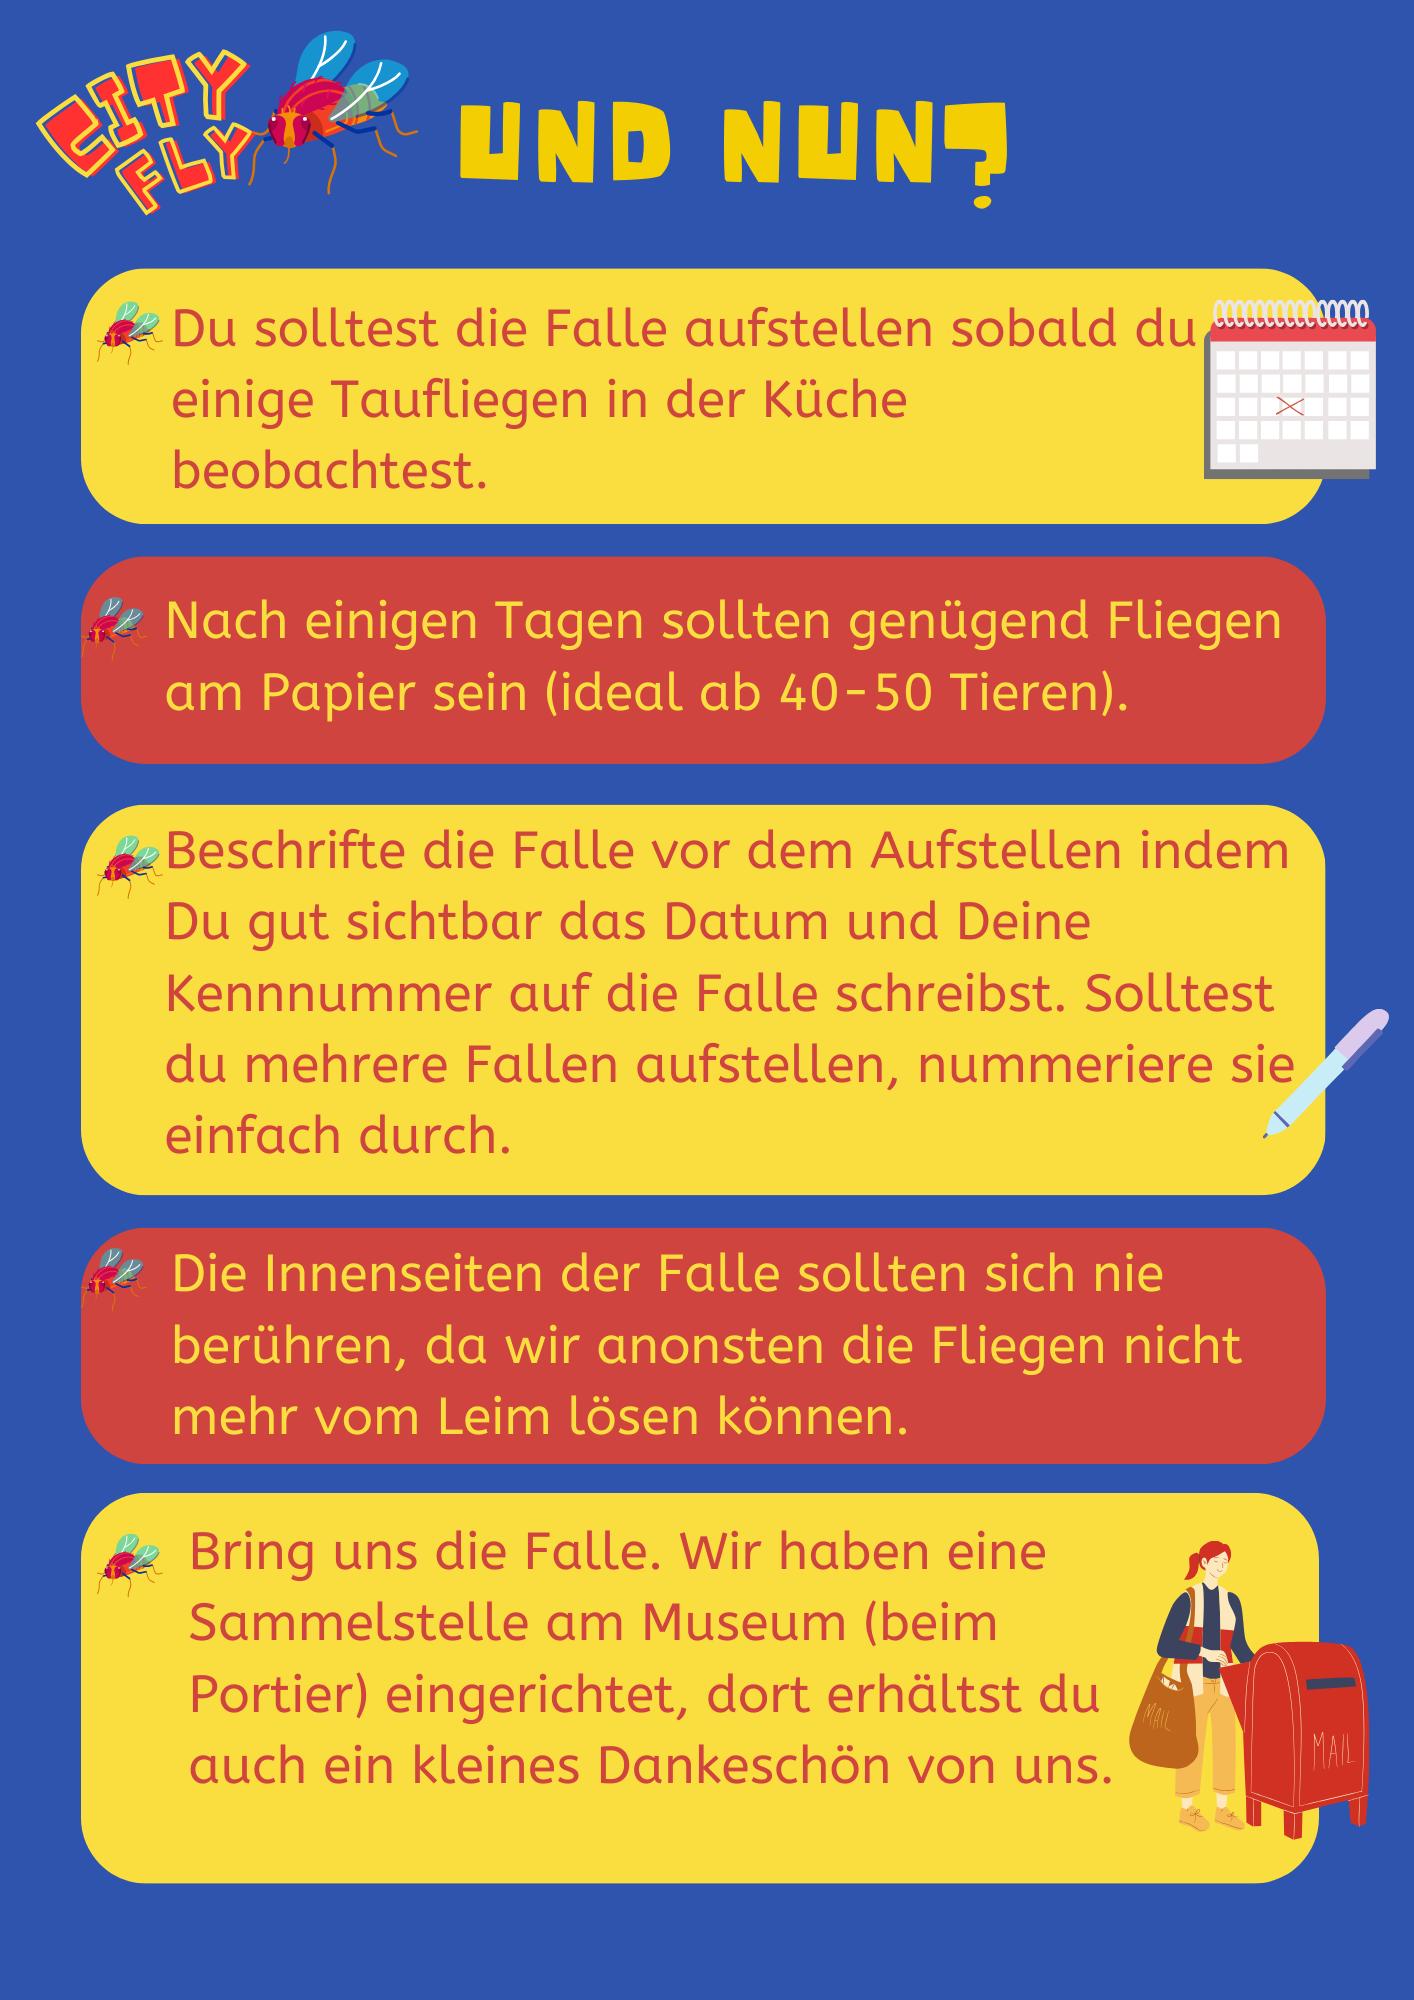 CITY
FLY
UND NUN?
Du solltest die Falle aufstellen sobald du
einige Taufliegen in der Küche
beobachtest.
Nach einigen Tagen sollten genügend Fliegen
am Papier sein (ideal ab 40-50 Tieren).
Beschrifte die Falle vor dem Aufstellen indem
Du gut sichtbar das Datum und Deine
Kennnummer auf die Falle schreibst. Solltest
du mehrere Fallen aufstellen, nummeriere sie
einfach durch.
Die Innenseiten der Falle sollten sich nie
berühren, da wir anonsten die Fliegen nicht
mehr vom Leim lösen können.
Bring uns die Falle. Wir haben eine
Sammelstelle am Museum (beim
Portier) eingerichtet, dort erhältst du
auch ein kleines Dankeschön von uns.
MAIL
MAIL